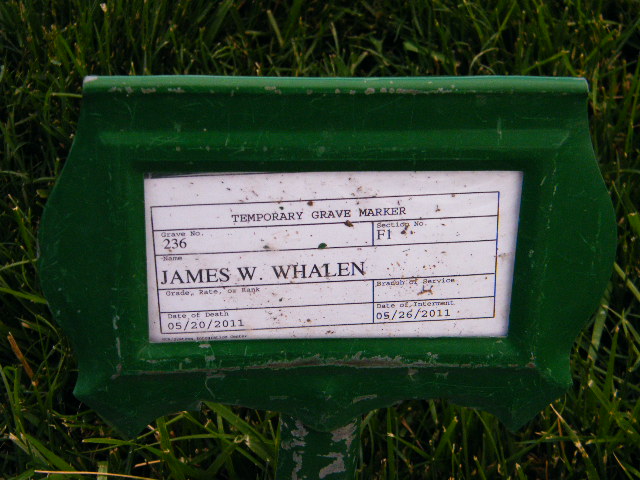 TEMPORARY GRAVE MARKER
Grave No. Section No.
236 F1
Name
JAMES W. WHALEN
Grade, Rate, or Rank Branch of Service
Date of Death Date of Interment
05/20/2011 05/26/2011